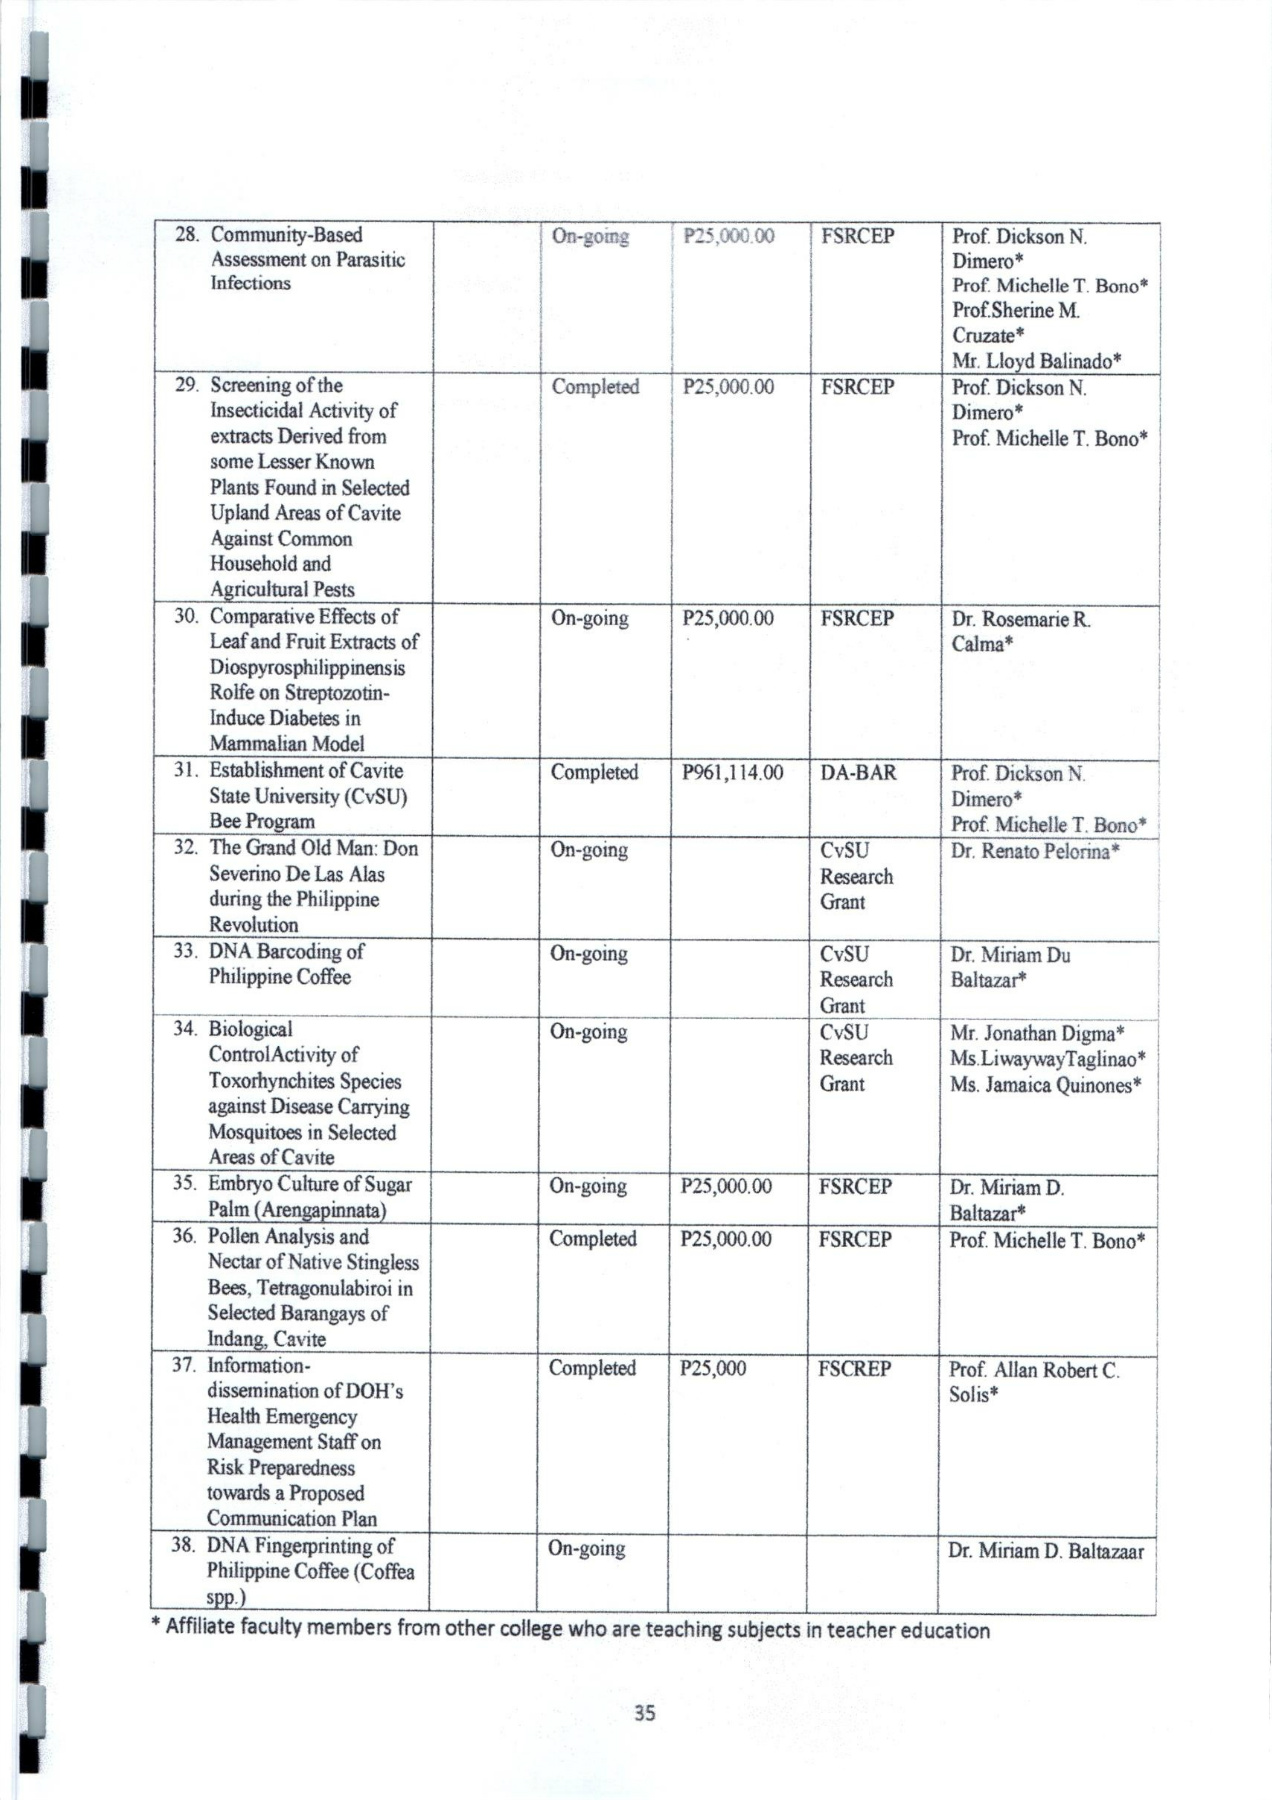 28. Community-Based Assessment on Parasitic Infections On-going P25,000.00 FSRCEP Prof. Dickson N. Dimero* Prof. Michelle T. Bono* Prof.Sherine M. Cruzate* Mr. Lloyd Balinado*
29. Screening of the Insecticidal Activity of extracts Derived from some Lesser Known Plants Found in Selected Upland Areas of Cavite Against Common Household and Agricultural Pests Completed P25,000.00 FSRCEP Prof. Dickson N. Dimero* Prof. Michelle T. Bono*
30. Comparative Effects of Leaf and Fruit Extracts of Diospyrosphilippinensis Rolfe on Streptozotin-Induce Diabetes in Mammalian Model On-going P25,000.00 FSRCEP Dr. Rosemarie R. Calma*
31. Establishment of Cavite State University (CvSU) Bee Program Completed P961,114.00 DA-BAR Prof. Dickson N. Dimero* Prof. Michelle T. Bono*
32. The Grand Old Man: Don Severino De Las Alas during the Philippine Revolution On-going CvSU Research Grant Dr. Renato Pelorina*
33. DNA Barcoding of Philippine Coffee On-going CvSU Research Grant Dr. Miriam Du Baltazar*
34. Biological ControlActivity of Toxorhynchites Species against Disease Carrying Mosquitoes in Selected Areas of Cavite On-going CvSU Research Grant Mr. Jonathan Digma* Ms.LiwaywayTaglinao* Ms. Jamaica Quinones*
35. Embryo Culture of Sugar Palm (Arengapinnata) On-going P25,000.00 FSRCEP Dr. Miriam D. Baltazar*
36. Pollen Analysis and Nectar of Native Stingless Bees, Tetragonulabiroi in Selected Barangays of Indang, Cavite Completed P25,000.00 FSRCEP Prof. Michelle T. Bono*
37. Information-dissemination of DOH's Health Emergency Management Staff on Risk Preparedness towards a Proposed Communication Plan Completed P25,000 FSCREP Prof. Allan Robert C. Solis*
38. DNA Fingerprinting of Philippine Coffee (Coffea spp.) On-going Dr. Miriam D. Baltazaar
* Affiliate faculty members from other college who are teaching subjects in teacher education
35